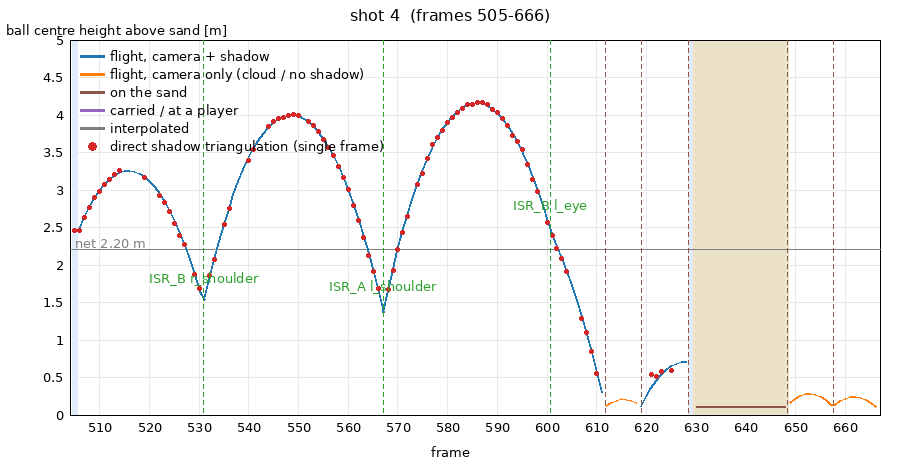 shot 4 (frames 505-666)
ball centre height above sand [m]
flight, camera + shadow
flight, camera only (cloud / no shadow)
on the sand
carried / at a player
interpolated
direct shadow triangulation (single frame)
5
4.5
4
3.5
3
2.5
2
1.5
1
0.5
0
net 2.20 m
ISR_B l_eye
ISR_A l_shoulder
510 520 530 540 550 560 570 580 590 600 610 620 630 640 650 660
frame